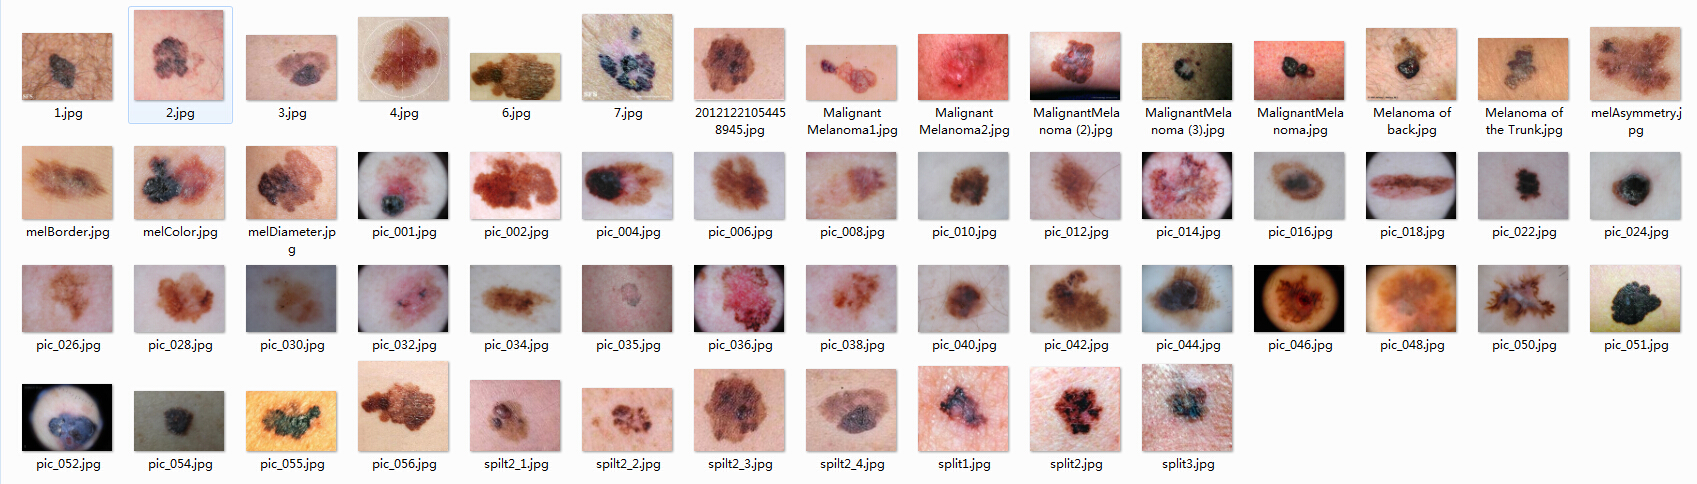 1.jpg
2.jpg
3.jpg
4.jpg
6.jpg
7.jpg
2012122105445
8945.jpg
Malignant
Melanoma1.jpg
Malignant
Melanoma2.jpg
MalignantMela
noma (2).jpg
MalignantMela
noma (3).jpg
MalignantMela
noma.jpg
Melanoma of
back.jpg
Melanoma of
the Trunk.jpg
melAsymmetry.j
pg
melBorder.jpg
melColor.jpg
melDiameter.jp
g
pic_001.jpg
pic_002.jpg
pic_004.jpg
pic_006.jpg
pic_008.jpg
pic_010.jpg
pic_012.jpg
pic_014.jpg
pic_016.jpg
pic_018.jpg
pic_022.jpg
pic_024.jpg
pic_026.jpg
pic_028.jpg
pic_030.jpg
pic_032.jpg
pic_034.jpg
pic_035.jpg
pic_036.jpg
pic_038.jpg
pic_040.jpg
pic_042.jpg
pic_044.jpg
pic_046.jpg
pic_048.jpg
pic_050.jpg
pic_051.jpg
pic_052.jpg
pic_054.jpg
pic_055.jpg
pic_056.jpg
spilt2_1.jpg
spilt2_2.jpg
spilt2_3.jpg
spilt2_4.jpg
split1.jpg
split2.jpg
split3.jpg